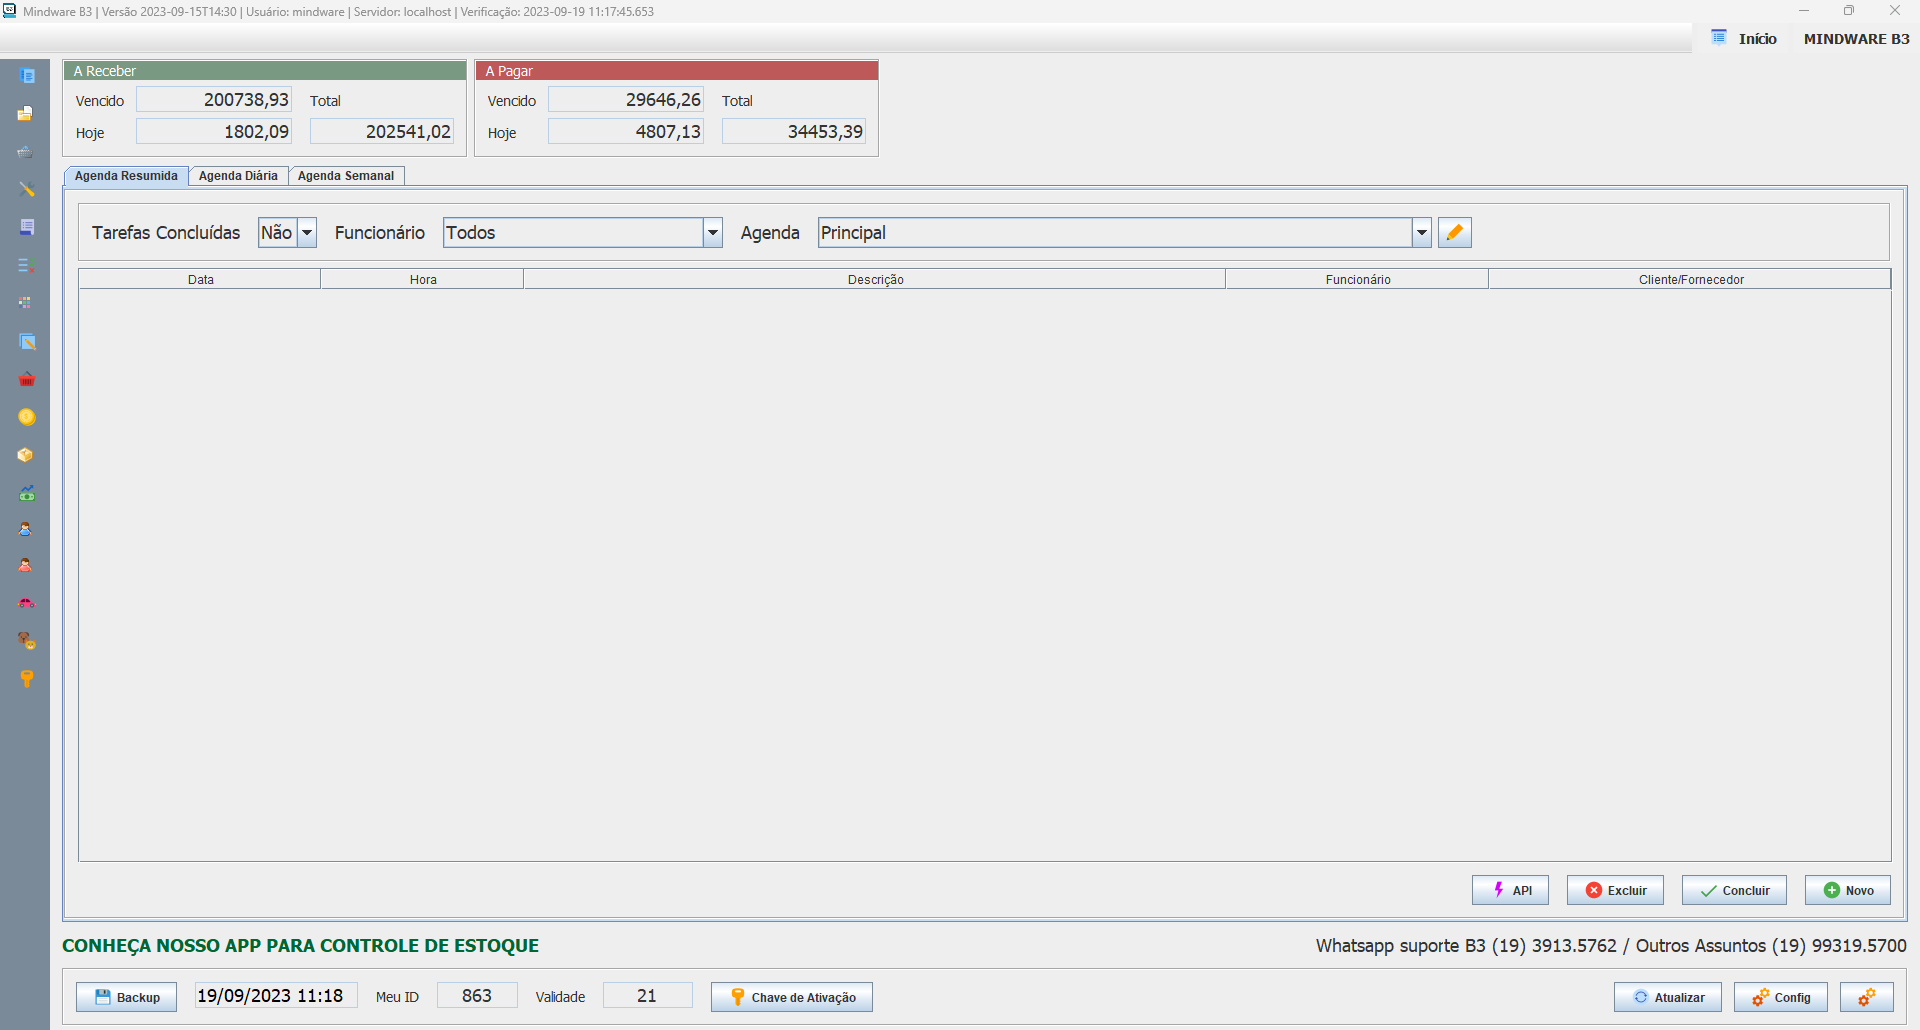 Mindware B3 | Versão 2023-09-15T14:30 | Usuário: mindware | Servidor: localhost | Verificação: 2023-09-19 11:17:45.653
Início MINDWARE B3
A Receber
Vencido 200738,93 Total
Hoje 1802,09 202541,02
A Pagar
Vencido 29646,26 Total
Hoje 4807,13 34453,39
Agenda Resumida Agenda Diária Agenda Semanal
Tarefas Concluídas Não Funcionário Todos Agenda Principal
Data Hora Descrição Funcionário Cliente/Fornecedor
API Excluir Concluir Novo
CONHEÇA NOSSO APP PARA CONTROLE DE ESTOQUE
Whatsapp suporte B3 (19) 3913.5762 / Outros Assuntos (19) 99319.5700
Backup 19/09/2023 11:18 Meu ID 863 Validade 21 Chave de Ativação Atualizar Config